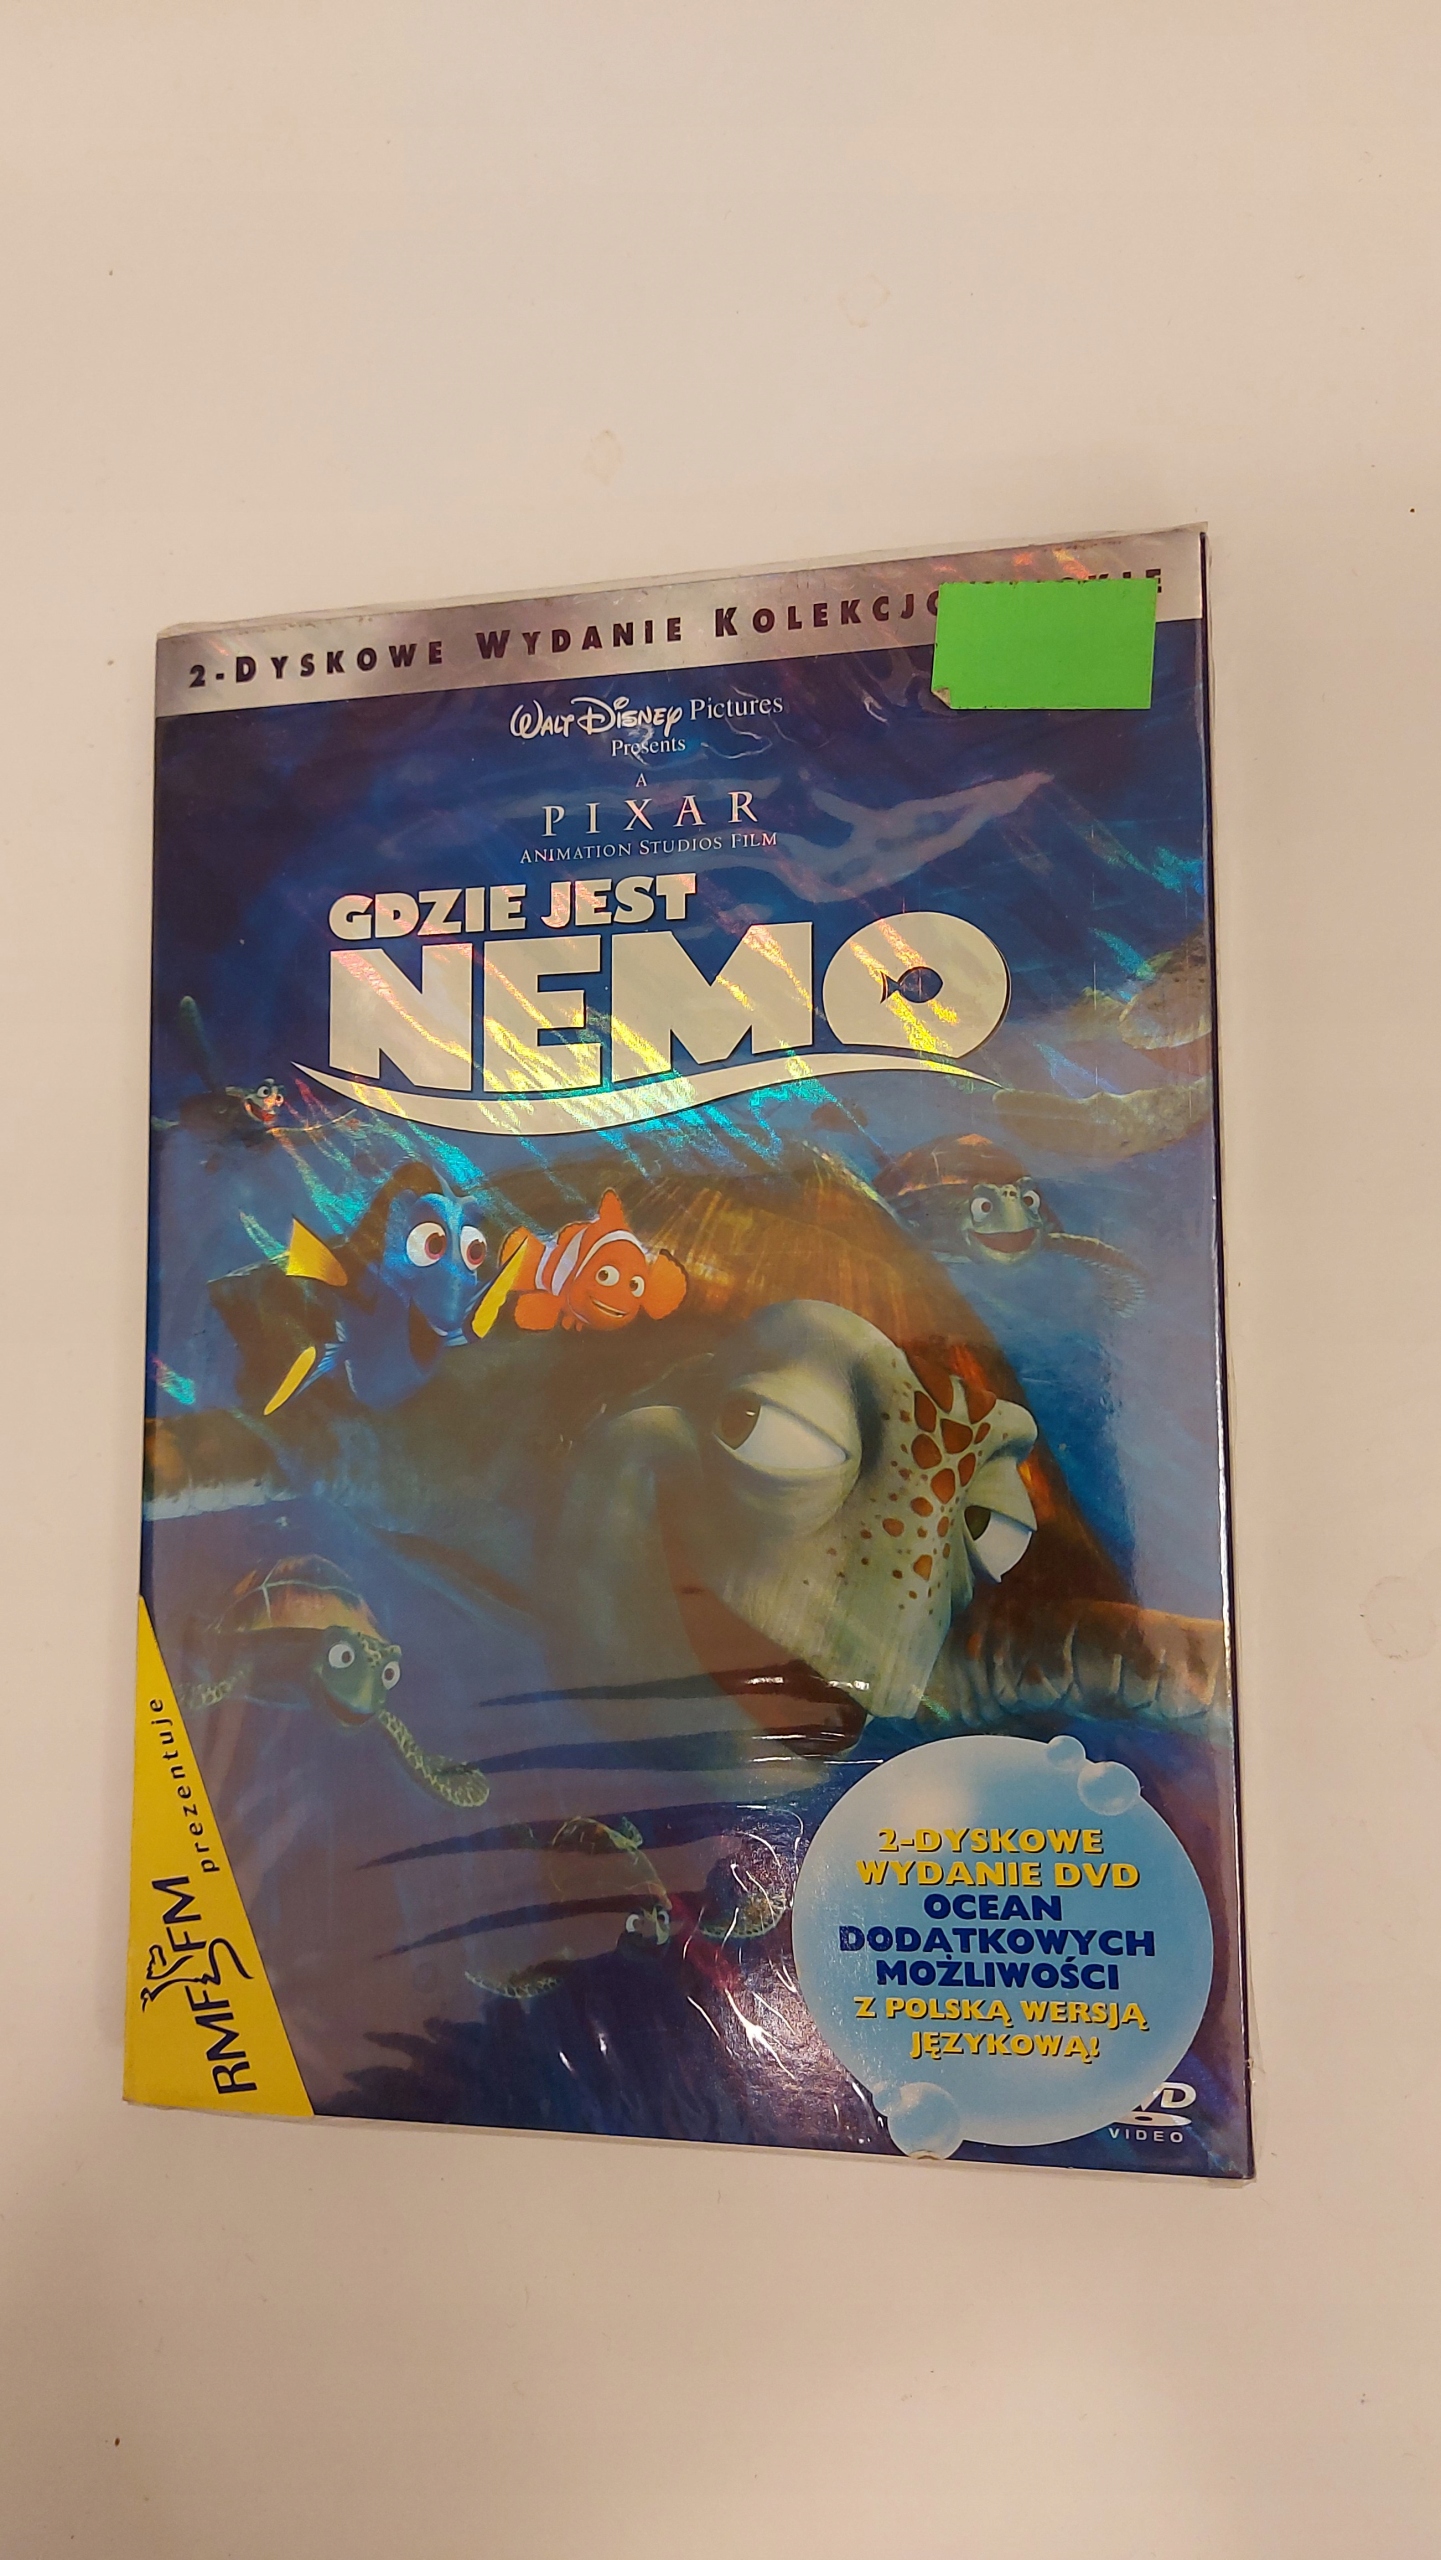 2-DYSKOWE WYDANIE
WALT DISNEY Pictures
Presents
A
PIXAR
ANIMATION STUDIOS FILM
GDZIE JEST
NEMO
RMF FM prezentuje
2-DYSKOWE
WYDANIE DVD
OCEAN
DODATKOWYCH
MOŻLIWOŚCI
Z POLSKĄ WERSJĄ
JĘZYKOWĄ!
VIDEO